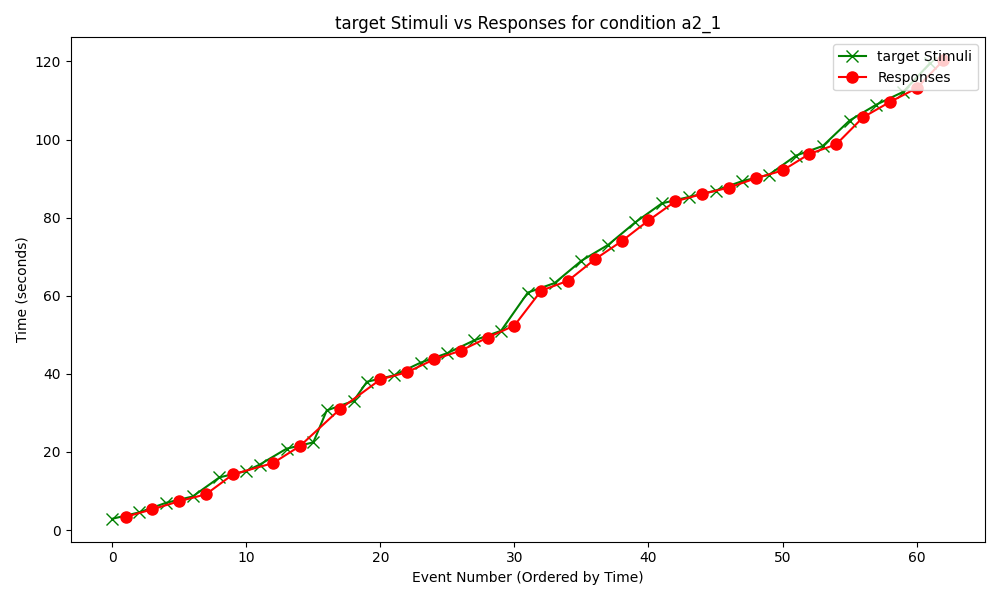 target Stimuli vs Responses for condition a2_1
target Stimuli
Responses
Time (seconds)
120
100
80
60
40
20
0
0 10 20 30 40 50 60
Event Number (Ordered by Time)